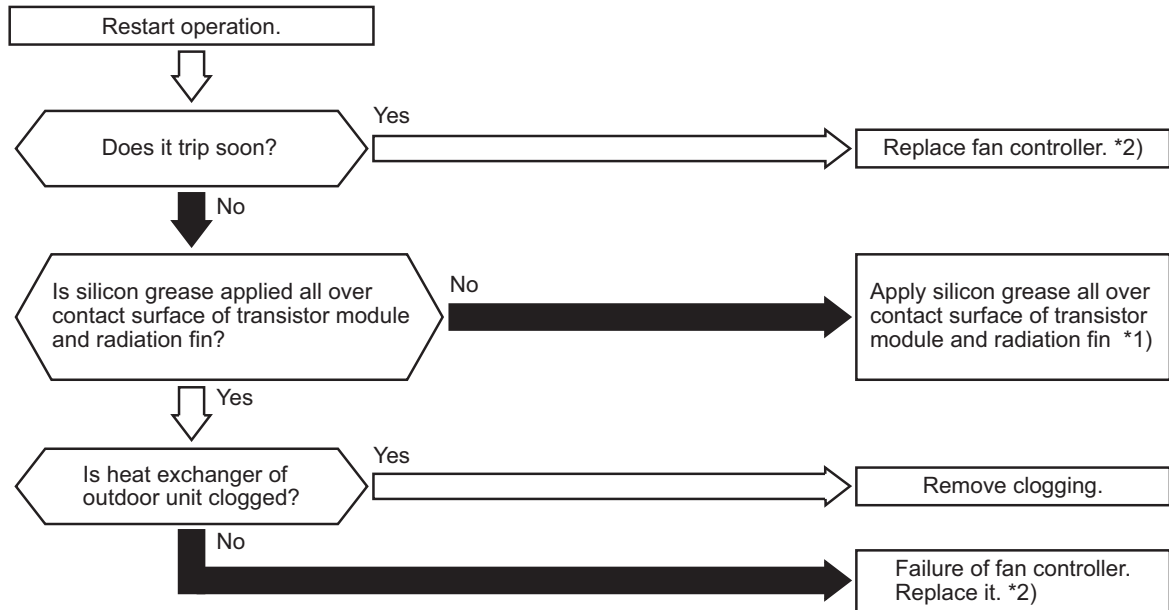 Restart operation.
Yes
Does it trip soon?
Replace fan controller. *2)
No
Is silicon grease applied all over
contact surface of transistor module
and radiation fin?
No
Apply silicon grease all over
contact surface of transistor
module and radiation fin *1)
Yes
Is heat exchanger of
outdoor unit clogged?
Yes
Remove clogging.
No
Failure of fan controller.
Replace it. *2)